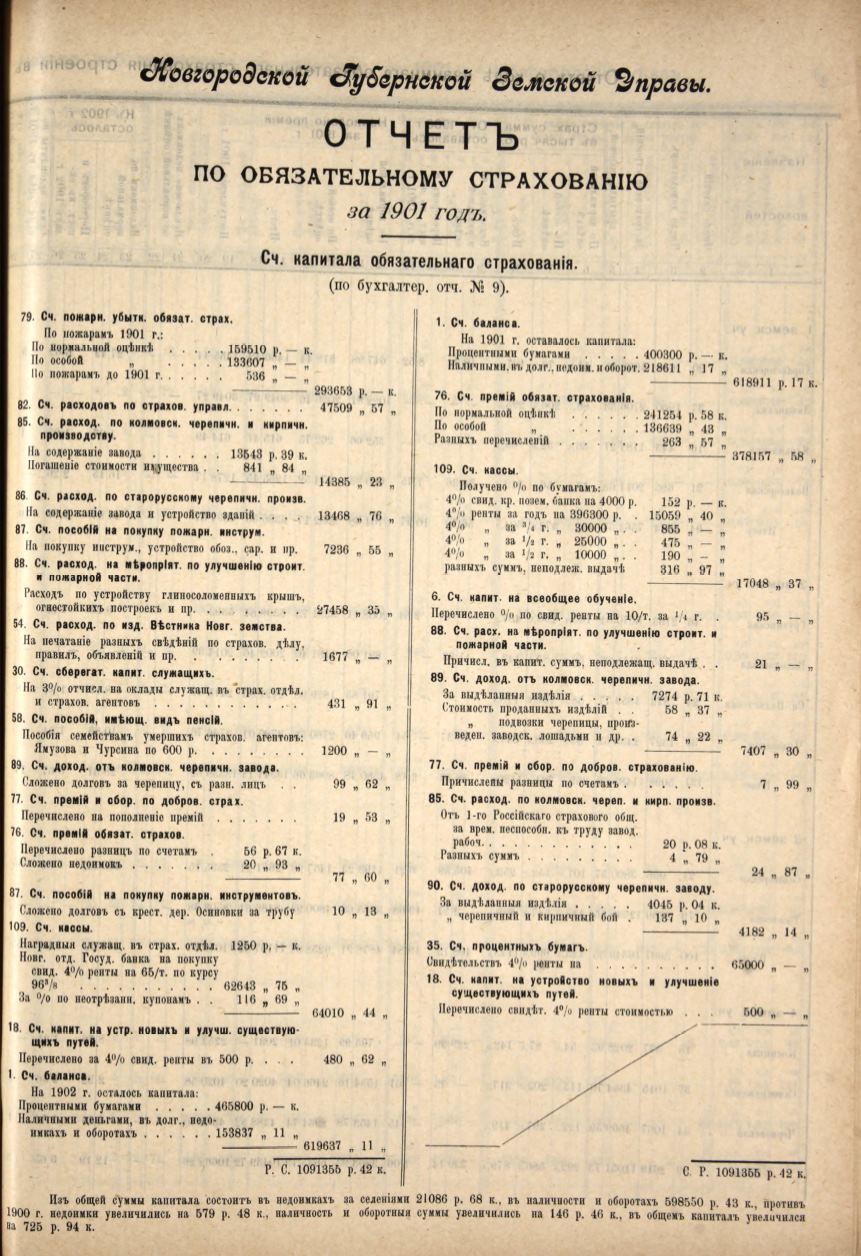 Новгородской Губернской Земской Управы.
ОТЧЕТЪ
ПО ОБЯЗАТЕЛЬНОМУ СТРАХОВАНІЮ
за 1901 годъ.
Сч. капитала обязательнаго страхованія.
(по бухгалтер. отч. № 9).
79. Сч. пожарн. убытк. обязат. страх.
По пожарамъ 1901 г.:
По нормальной оцѣнкѣ . . . . . 159510 р. — к.
По особой „ . . . . . 133607 „ — „
По пожарамъ до 1901 г. . . . . . 536 „ — „
293653 р. — к.
82. Сч. расходовъ по страхов. управл. . . . . . . 47509 „ 57 „
85. Сч. расход. по колмовск. черепичн. и кирпичн.
производству.
На содержаніе завода . . . . . . 13543 р. 39 к.
Погашеніе стоимости имущества . . 841 „ 84 „
14385 „ 23 „
86. Сч. расход. по старорусскому черепичн. произв.
На содержаніе завода и устройство зданій . . . . 13468 „ 76 „
87. Сч. пособій на покупку пожарн. инструм.
На покупку инструм., устройство обоз., сар. и пр. 7236 „ 55 „
88. Сч. расход. на мѣропріят. по улучшенію строит.
и пожарной части.
Расходъ по устройству глиносоломенныхъ крышъ,
огнестойкихъ построекъ и пр. . . . . . . . . 27458 „ 35 „
54. Сч. расход. по изд. Вѣстника Новг. земства.
На печатаніе разныхъ свѣдѣній по страхов. дѣлу,
правилъ, объявленій и пр. . . . . . . . . 1677 „ — „
30. Сч. сберегат. капит. служащихъ.
На 3% отчисл. на оклады служащ. въ страх. отдѣл.
и страхов. агентовъ . . . . . . . . . . . 431 „ 91 „
58. Сч. пособій, имѣющ. видъ пенсій.
Пособія семействамъ умершихъ страхов. агентовъ:
Ямузова и Чурсина по 600 р. . . . . . . . . 1200 „ — „
89. Сч. доход. отъ колмовск. черепичн. завода.
Сложено долговъ за черепицу, съ разн. лицъ . . 99 „ 62 „
77. Сч. премій и сбор. по добров. страх.
Перечислено на пополненіе премій . . . . . . . 19 „ 53 „
76. Сч. премій обязат. страхов.
Перечислено разницъ по счетамъ . 56 р. 67 к.
Сложено недоимокъ . . . . . . . 20 „ 93 „
77 „ 60 „
87. Сч. пособій на покупку пожарн. инструментовъ.
Сложено долговъ съ крест. дер. Осиновки за трубу 10 „ 13 „
109. Сч. кассы.
Наградныя служащ. въ страх. отдѣл. 1250 р. — к.
Новг. отд. Госуд. банка на покупку
свид. 4% ренты на 65/т. по курсу
96³/₈ . . . . . . . . . . . 62643 „ 75 „
За % по неотрѣзанн. купонамъ . . 116 „ 69 „
64010 „ 44 „
18. Сч. капит. на устр. новыхъ и улучш. существую-
щихъ путей.
Перечислено за 4% свид. ренты въ 500 р. . . . 480 „ 62 „
1. Сч. баланса.
На 1902 г. осталось капитала:
Процентными бумагами . . . . . 465800 р. — к.
Наличными деньгами, въ долг., недо-
имкахъ и оборотахъ . . . . . . 153837 „ 11 „
619637 „ 11 „
Р. С. 1091355 р. 42 к.
1. Сч. баланса.
На 1901 г. оставалось капитала:
Процентными бумагами . . . . . 400300 р. — к.
Наличными, въ долг., недоим. и оборот. 218611 „ 17 „
618911 р. 17 к.
76. Сч. премій обязат. страхованія.
По нормальной оцѣнкѣ . . . . . . 241254 р. 58 к.
По особой „ . . . . . . 136639 „ 43 „
Разныхъ перечисленій . . . . . . . 263 „ 57 „
378157 „ 58 „
109. Сч. кассы.
Получено % по бумагамъ:
4% свид. кр. позем. банка на 4000 р. 152 р. — к.
4% ренты за годъ на 396300 р. . 15059 „ 40 „
4% „ за ³/₄ г. „ 30000 „ . . 855 „ — „
4% „ за ¹/₂ г. „ 25000 „ . . 475 „ — „
4% „ за ¹/₂ г. „ 10000 „ . . 190 „ — „
разныхъ суммъ, неподлеж. выдачѣ 316 „ 97 „
17048 „ 37 „
6. Сч. капит. на всеобщее обученіе.
Перечислено % по свид. ренты на 10/т. за ¹/₄ г. . 95 „ — „
88. Сч. расх. на мѣропріят. по улучшенію строит. и
пожарной части.
Причисл. въ капит. суммъ, неподлежащ. выдачѣ . . 21 „ — „
89. Сч. доход. отъ колмовск. черепичн. завода.
За выдѣланныя издѣлія . . . . . 7274 р. 71 к.
Стоимость проданныхъ издѣлій . . 58 „ 37 „
„ подвозки черепицы, произ-
веден. заводск. лошадьми и др. . 74 „ 22 „
7407 „ 30 „
77. Сч. премій и сбор. по добров. страхованію.
Причислены разницы по счетамъ . . . . . . 7 „ 99 „
85. Сч. расход. по колмовск. череп. и кирп. произв.
Отъ 1-го Россійскаго страхового общ.
за врем. неспособн. къ труду завод.
рабоч. . . . . . . . . . . . . 20 р. 08 к.
Разныхъ суммъ . . . . . . . . . 4 „ 79 „
24 „ 87 „
90. Сч. доход. по старорусскому черепичн. заводу.
За выдѣланныя издѣлія . . . . . 4045 р. 04 к.
„ черепичный и кирпичный бой . 137 „ 10 „
4182 „ 14 „
35. Сч. процентныхъ бумагъ.
Свидѣтельствъ 4% ренты на . . . . . . . . . 65000 „ — „
18. Сч. капит. на устройство новыхъ и улучшеніе
существующихъ путей.
Перечислено свидѣт. 4% ренты стоимостью . . . 500 „ — „
С. Р. 1091355 р. 42 к.
Изъ общей суммы капитала состоитъ въ недоимкахъ за селеніями 21086 р. 68 к., въ наличности и оборотахъ 598550 р. 43 к., противъ
1900 г. недоимки увеличились на 579 р. 48 к., наличность и оборотныя суммы увеличились на 146 р. 46 к., въ общемъ капиталъ увеличился
на 725 р. 94 к.